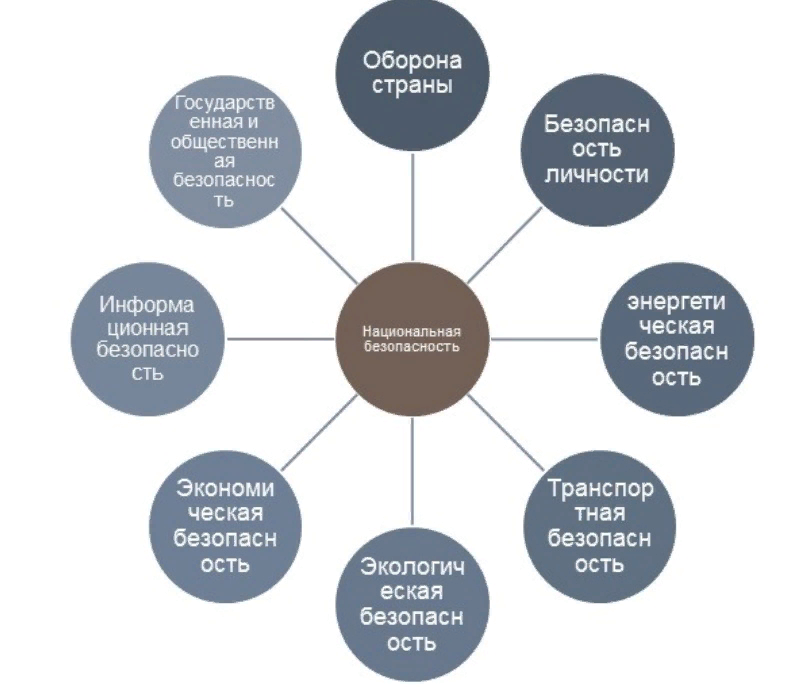 Оборона
страны
Безопасн
ость
личности
энергети
ческая
безопасн
ость
Транспор
тная
безопасн
ость
Экологич
еская
безопасн
ость
Экономи
ческая
безопасн
ость
Информа
ционная
безопасно
сть
Государств
енная и
общественн
ая
безопаснос
ть
Национальная
безопасность